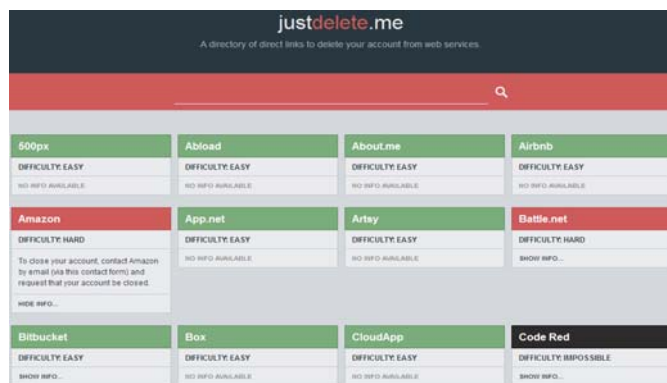 justdelete.me
A directory of direct links to delete your account from web services.
500px
Abload
About.me
Airbnb
DIFFICULTY: EASY
DIFFICULTY: EASY
DIFFICULTY: EASY
DIFFICULTY: EASY
NO INFO AVAILABLE
NO INFO AVAILABLE
NO INFO AVAILABLE
NO INFO AVAILABLE
Amazon
App.net
Artsy
Battle.net
DIFFICULTY: HARD
DIFFICULTY: EASY
DIFFICULTY: EASY
DIFFICULTY: HARD
To close your account, contact Amazon
by email (via this contact form) and
request that your account be closed.
NO INFO AVAILABLE
NO INFO AVAILABLE
SHOW INFO...
HIDE INFO...
Bitbucket
Box
CloudApp
Code Red
DIFFICULTY: EASY
DIFFICULTY: EASY
DIFFICULTY: EASY
DIFFICULTY: IMPOSSIBLE
SHOW INFO...
NO INFO AVAILABLE
NO INFO AVAILABLE
SHOW INFO...